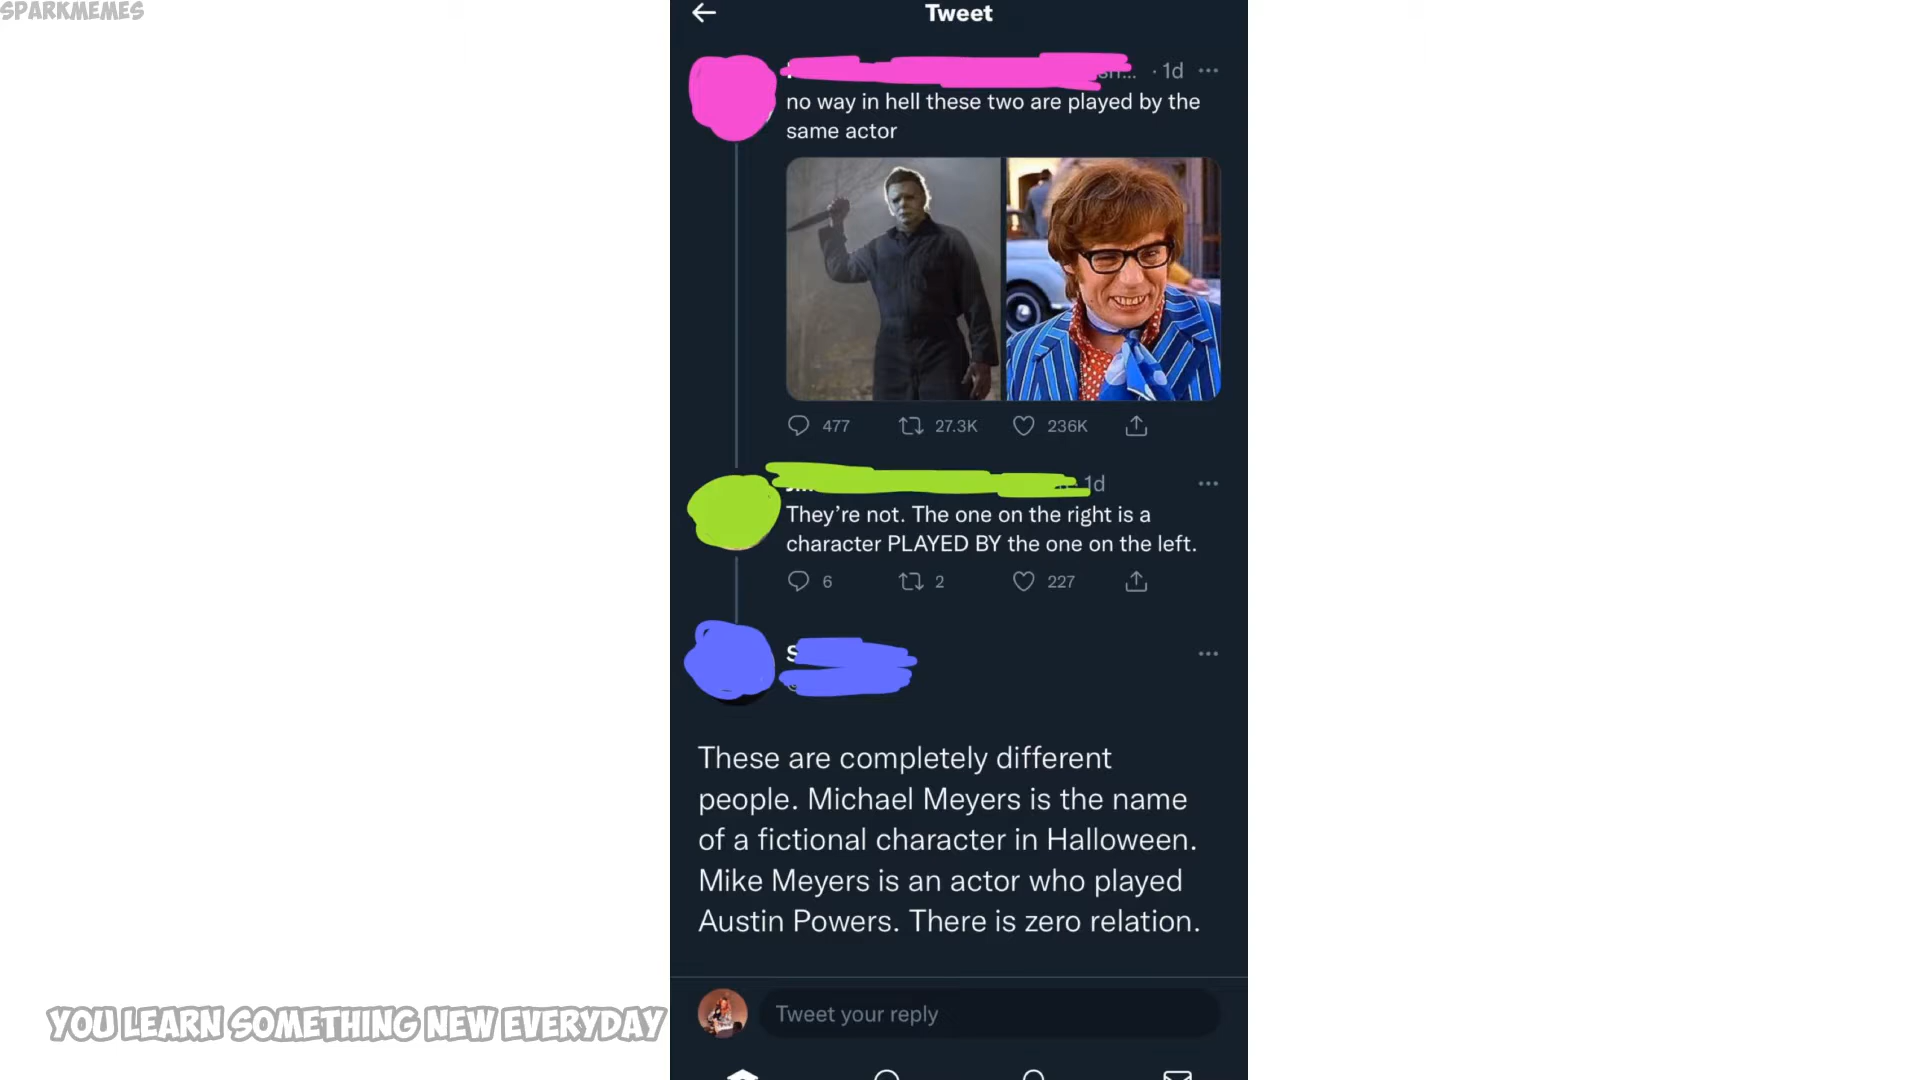 SPARKMEMES
Tweet
· 1d
no way in hell these two are played by the
same actor
477 27.3K 236K
1d
They’re not. The one on the right is a
character PLAYED BY the one on the left.
6 2 227
These are completely different
people. Michael Meyers is the name
of a fictional character in Halloween.
Mike Meyers is an actor who played
Austin Powers. There is zero relation.
YOU LEARN SOMETHING NEW EVERYDAY
Tweet your reply